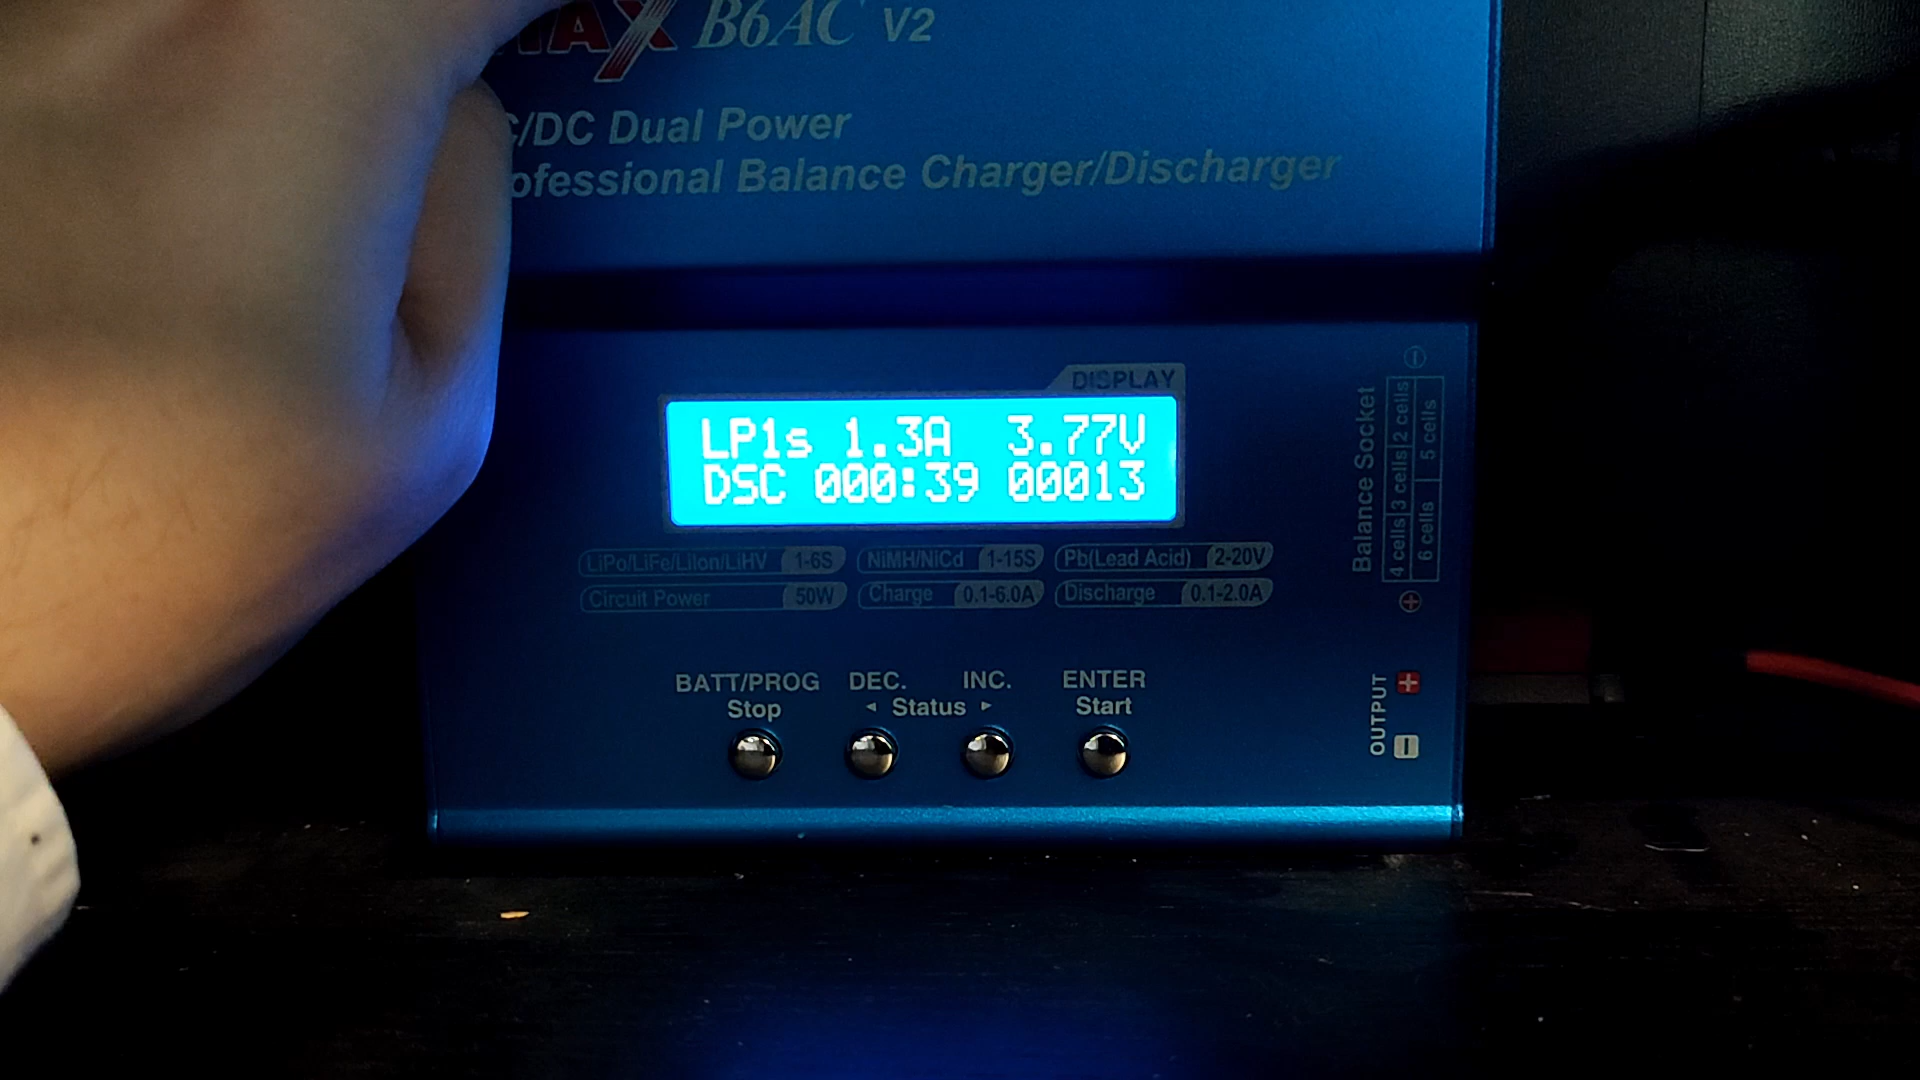 MAX B6AC V2
C/DC Dual Power
ofessional Balance Charger/Discharger
DISPLAY
LP1s 1.3A 3.77V
DSC 000:39 00013
LiPo/LiFe/LiIon/LiHV 1-6S NiMH/NiCd 1-15S Pb(Lead Acid) 2-20V
Circuit Power 50W Charge 0.1-6.0A Discharge 0.1-2.0A
BATT/PROG DEC. INC. ENTER
Stop ◄ Status ► Start
Balance Socket
4 cells 3 cells 2 cells
6 cells 5 cells
OUTPUT